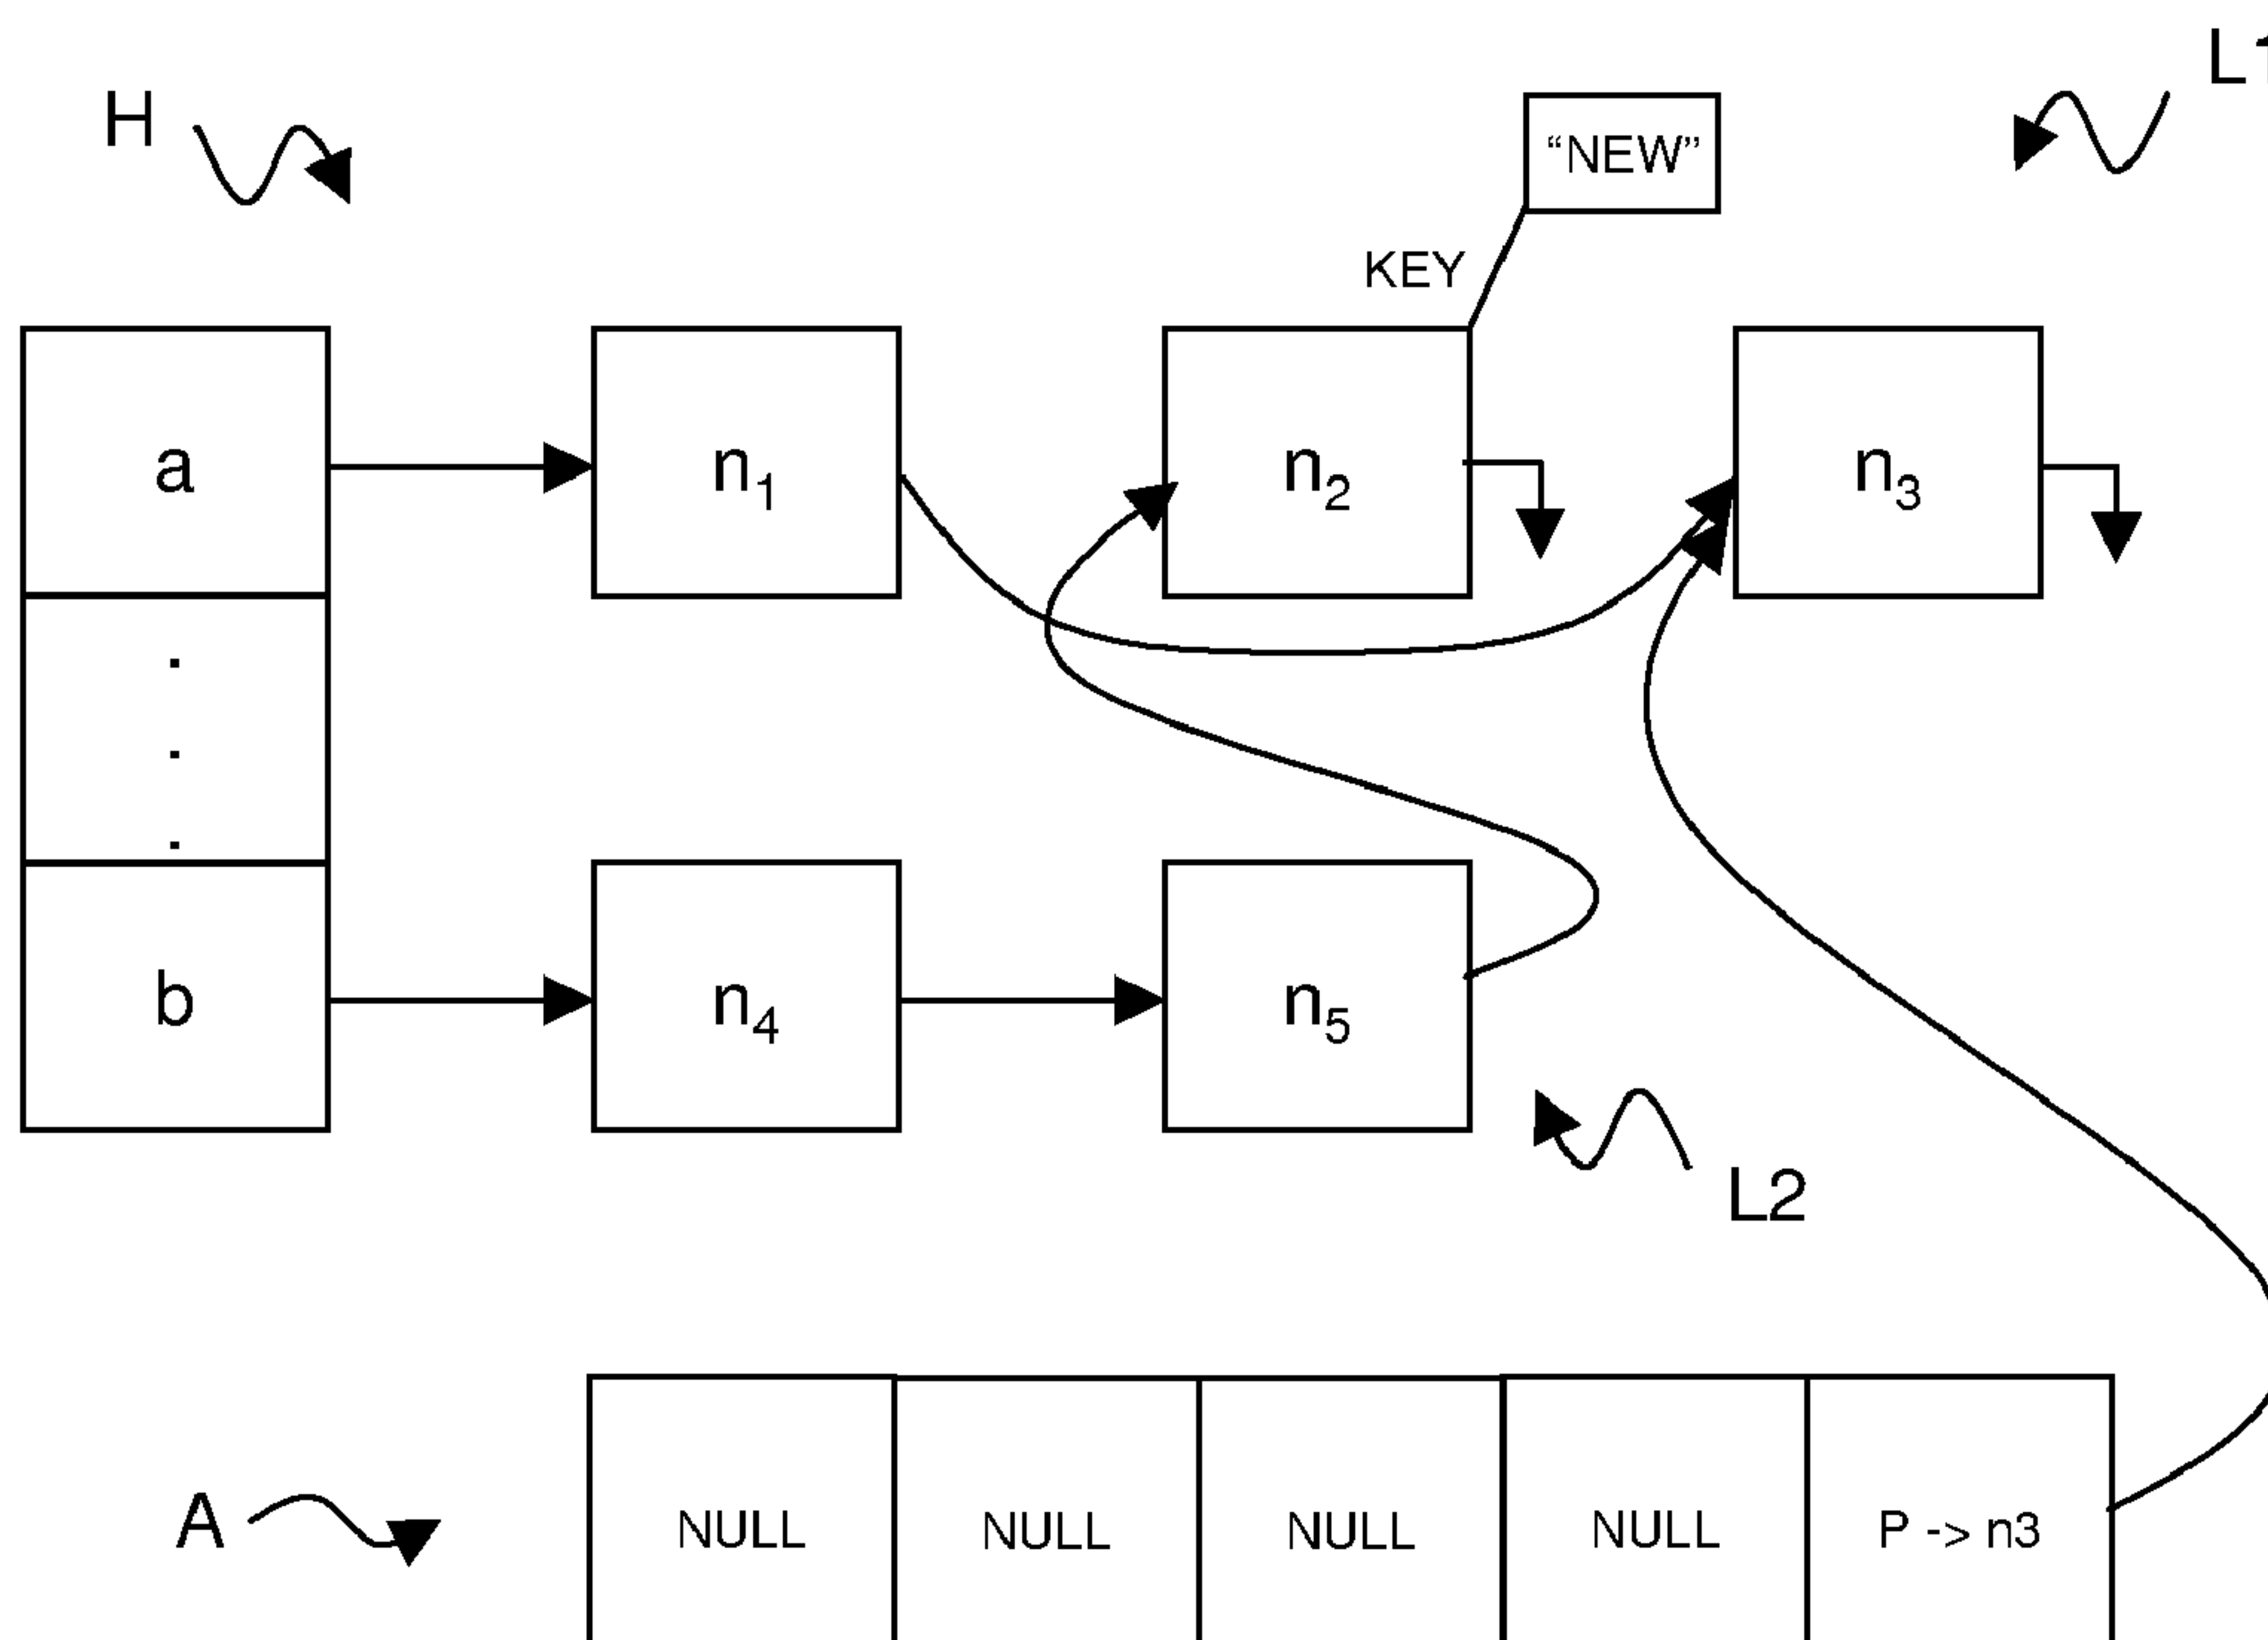 H
L1
“NEW”
KEY
a
n1
n2
n3
.
.
.
b
n4
n5
L2
A
NULL
NULL
NULL
NULL
P -> n3